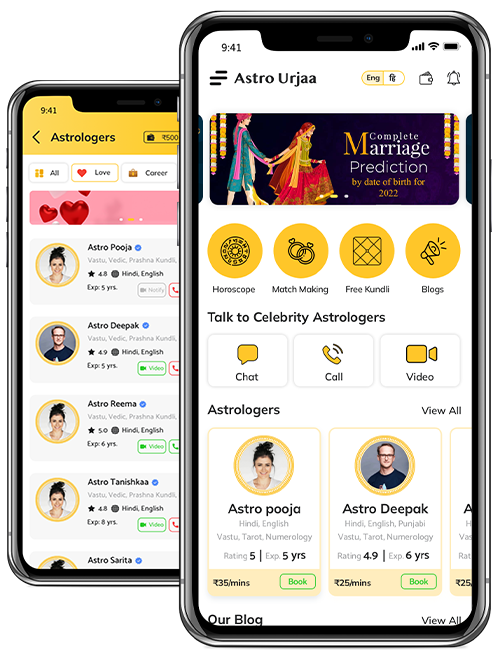 9:41
Astrologers
₹500
All
Love
Career
Astro Pooja
Vastu, Vedic, Prashna Kundli,
4.8 Hindi, English
Exp: 5 yrs.
Notify
Astro Deepak
Vastu, Vedic, Prashna Kundli,
4.9 Hindi, English
Exp: 5 yrs.
Video
Astro Reema
Vastu, Vedic, Prashna Kundli,
5.0 Hindi, English
Exp: 6 yrs.
Video
Astro Tanishkaa
Vastu, Vedic, Prashna Kundli,
4.8 Hindi, English
Exp: 8 yrs.
Video
Astro Sarita
9:41
Astro Urjaa
Eng हिं
Complete
Marriage
Prediction
by date of birth for
2022
Horoscope
Match Making
Free Kundli
Blogs
Talk to Celebrity Astrologers
Chat
Call
Video
Astrologers
View All
Astro pooja
Hindi, English
Vastu, Tarot, Numerology
Rating 5 | Exp. 5 yrs
₹35/mins
Book
Astro Deepak
Hindi, English, Punjabi
Vastu, Tarot, Numerology
Rating 4.9 | Exp. 6 yrs
₹25/mins
Book
A
Vast
Rat
₹25/
Our Blog
View All